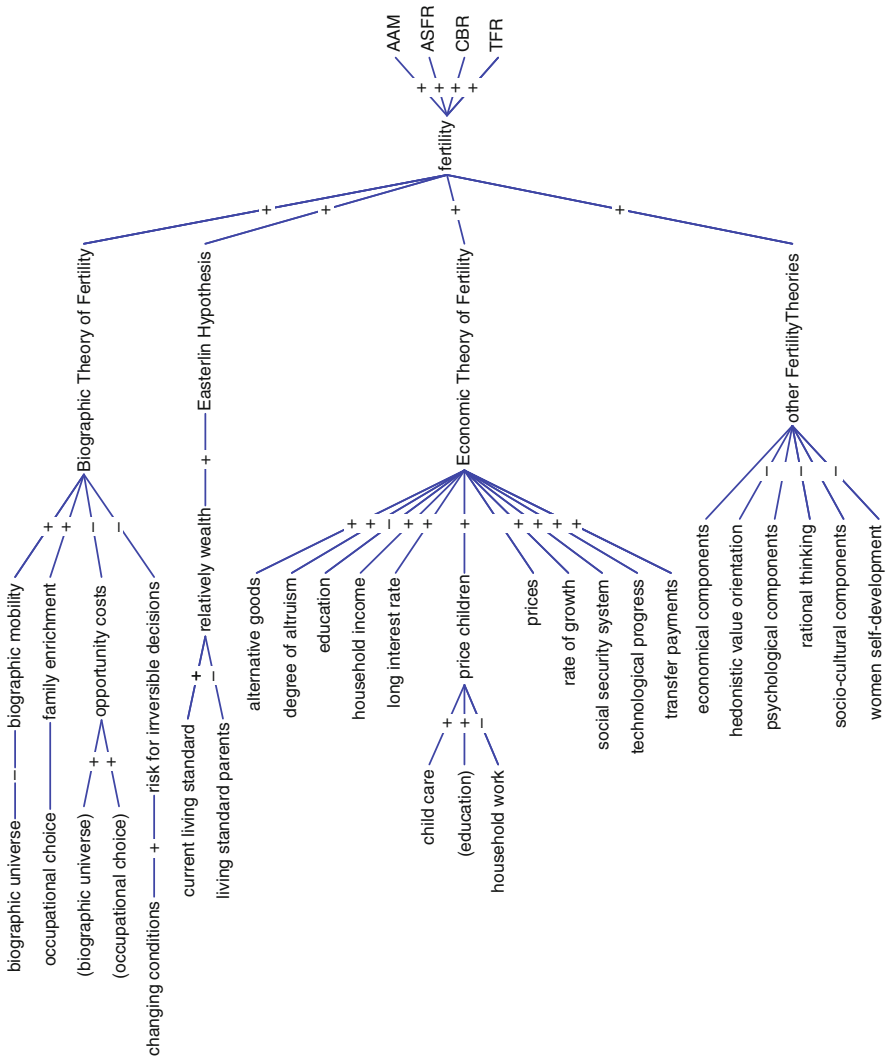 AAM
ASFR
CBR
TFR
+ + + +
fertility
+ + + +
Biographic Theory of Fertility
Easterlin Hypothesis
Economic Theory of Fertility
other FertilityTheories
+ + – –
+
+ + – + + + + + + +
– – –
biographic mobility
family enrichment
opportunity costs
risk for inversible decisions
relatively wealth
alternative goods
degree of altruism
education
household income
long interest rate
price children
prices
rate of growth
social security system
technological progress
transfer payments
economical components
hedonistic value orientation
psychological components
rational thinking
socio-cultural components
women self-development
–
+ +
+
+ –
+ + –
biographic universe
occupational choice
(biographic universe)
(occupational choice)
changing conditions
current living standard
living standard parents
child care
(education)
household work